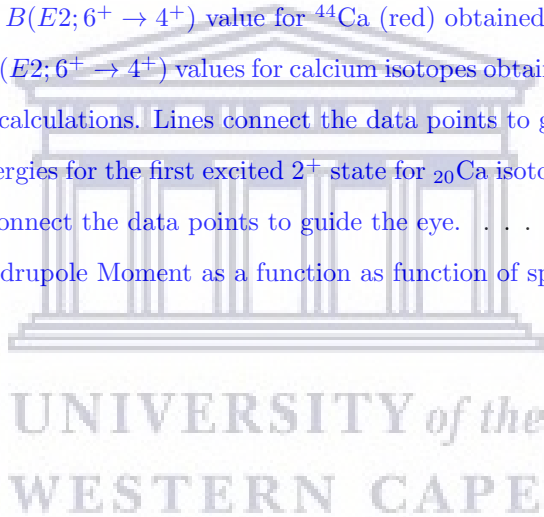 B(E2; 6⁺ → 4⁺) value for ⁴⁴Ca (red) obtained
(E2; 6⁺ → 4⁺) values for calcium isotopes obtai
calculations. Lines connect the data points to g
ergies for the first excited 2⁺ state for ₂₀Ca isoto
onnect the data points to guide the eye. . . .
drupole Moment as a function as function of sp
UNIVERSITY of the
WESTERN CAPE